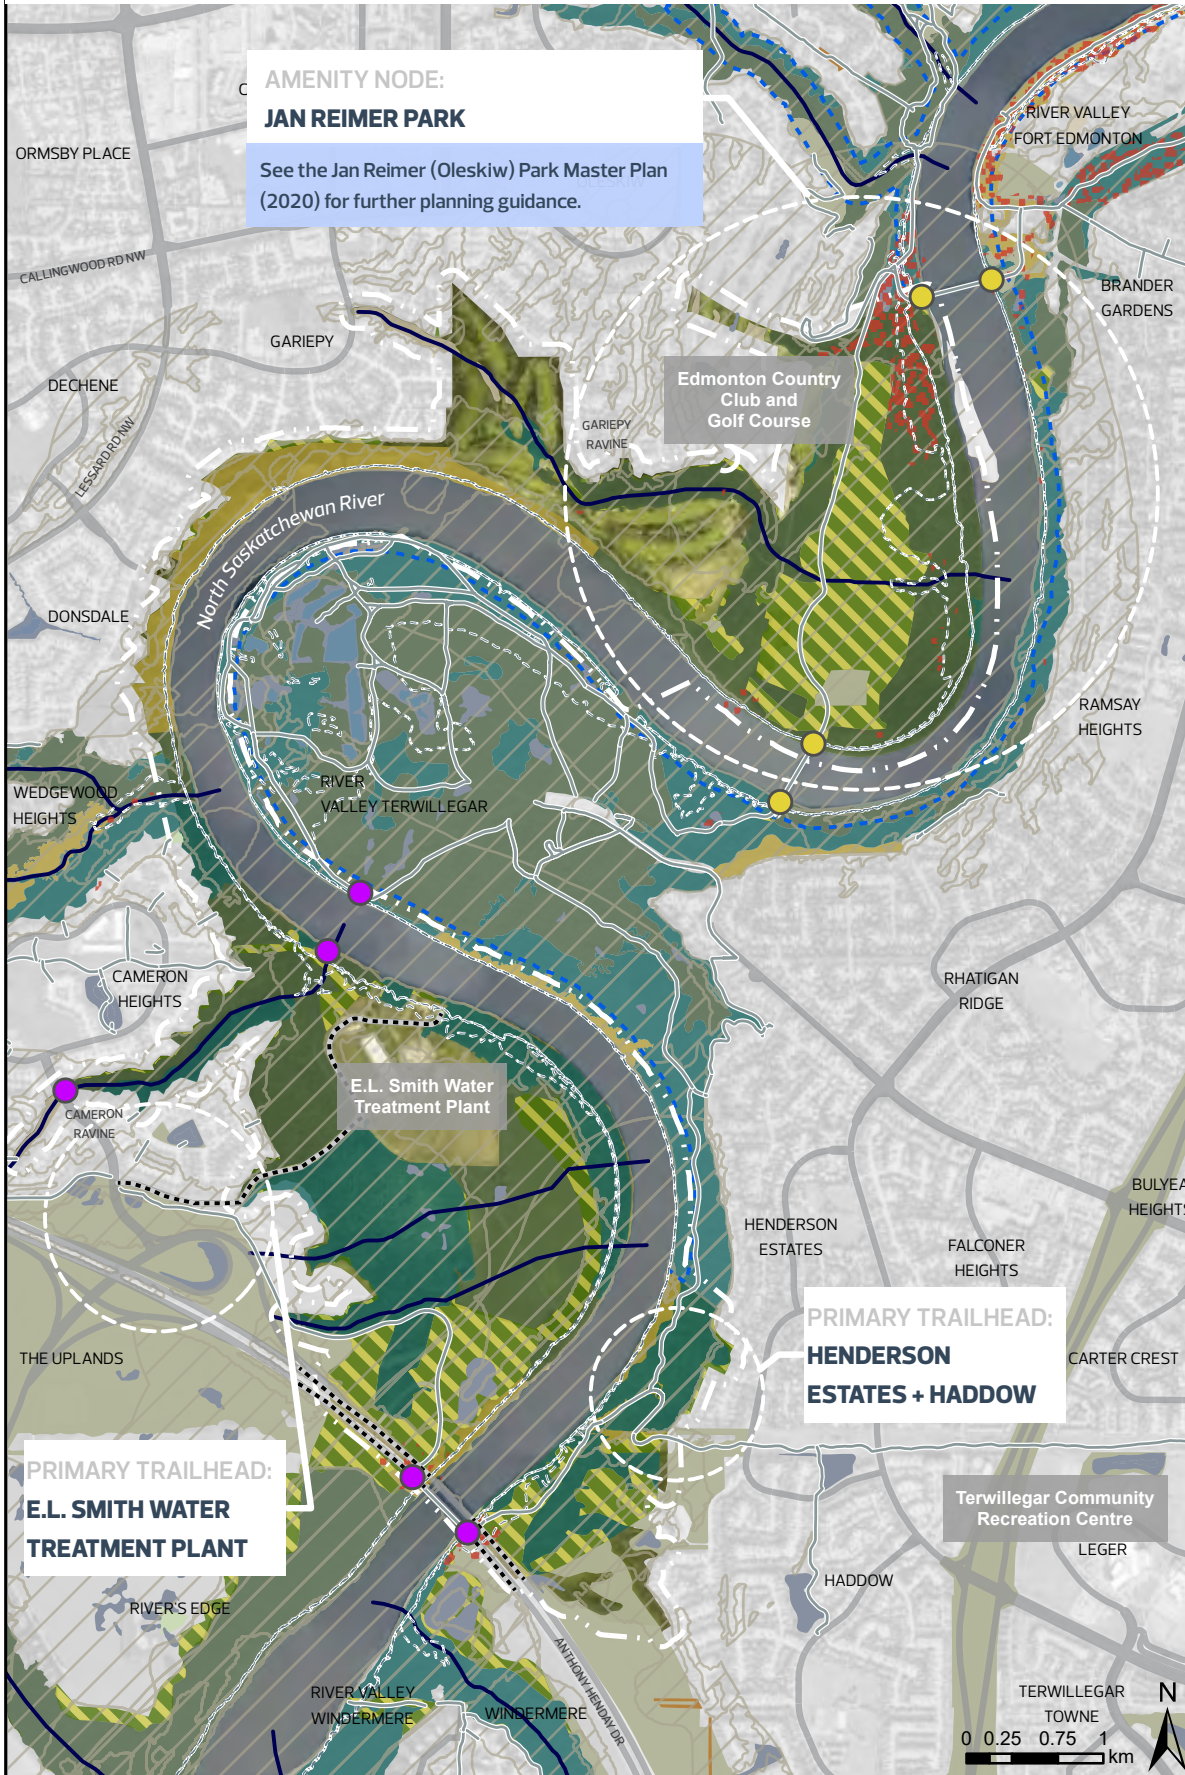 AMENITY NODE:
JAN REIMER PARK
See the Jan Reimer (Oleskiw) Park Master Plan
(2020) for further planning guidance.
ORMSBY PLACE
RIVER VALLEY
FORT EDMONTON
CALLINGWOOD RD NW
BRANDER
GARDENS
GARIEPY
DECHENE
LESSARD RD NW
Edmonton Country
Club and
Golf Course
GARIEPY
RAVINE
North Saskatchewan River
DONSDALE
RAMSAY
HEIGHTS
RIVER
VALLEY TERWILLEGAR
WEDGEWOOD
HEIGHTS
CAMERON
HEIGHTS
RHATIGAN
RIDGE
E.L. Smith Water
Treatment Plant
CAMERON
RAVINE
BULYEA
HEIGHTS
HENDERSON
ESTATES
FALCONER
HEIGHTS
PRIMARY TRAILHEAD:
HENDERSON
ESTATES + HADDOW
THE UPLANDS
CARTER CREST
PRIMARY TRAILHEAD:
E.L. SMITH WATER
TREATMENT PLANT
Terwillegar Community
Recreation Centre
LEGER
HADDOW
RIVER'S EDGE
ANTHONY HENDAY DR
RIVER VALLEY
WINDERMERE
WINDERMERE
TERWILLEGAR
TOWNE
N
0 0.25 0.75 1
km